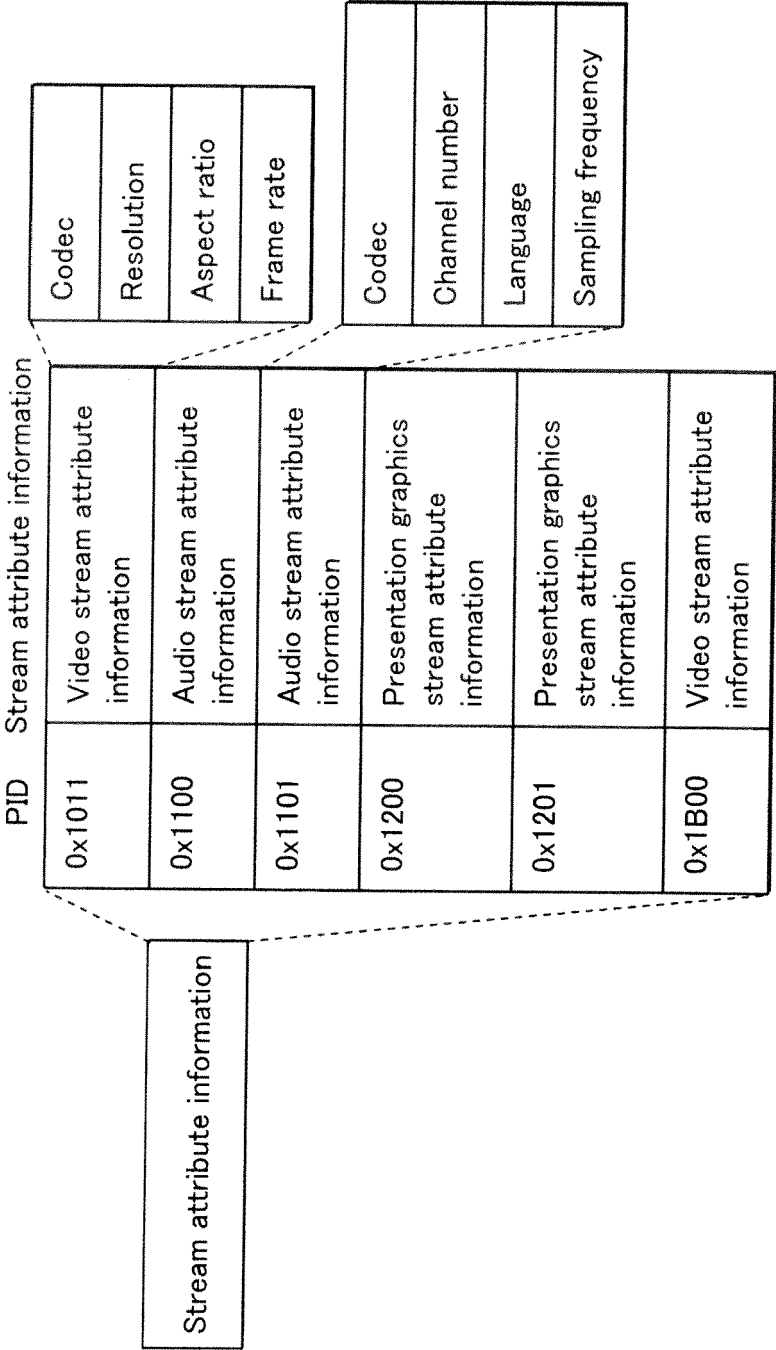 Stream attribute information
PID
Stream attribute information
0x1011
Video stream attribute
information
0x1100
Audio stream attribute
information
0x1101
Audio stream attribute
information
0x1200
Presentation graphics
stream attribute
information
0x1201
Presentation graphics
stream attribute
information
0x1B00
Video stream attribute
information
Codec
Resolution
Aspect ratio
Frame rate
Codec
Channel number
Language
Sampling frequency